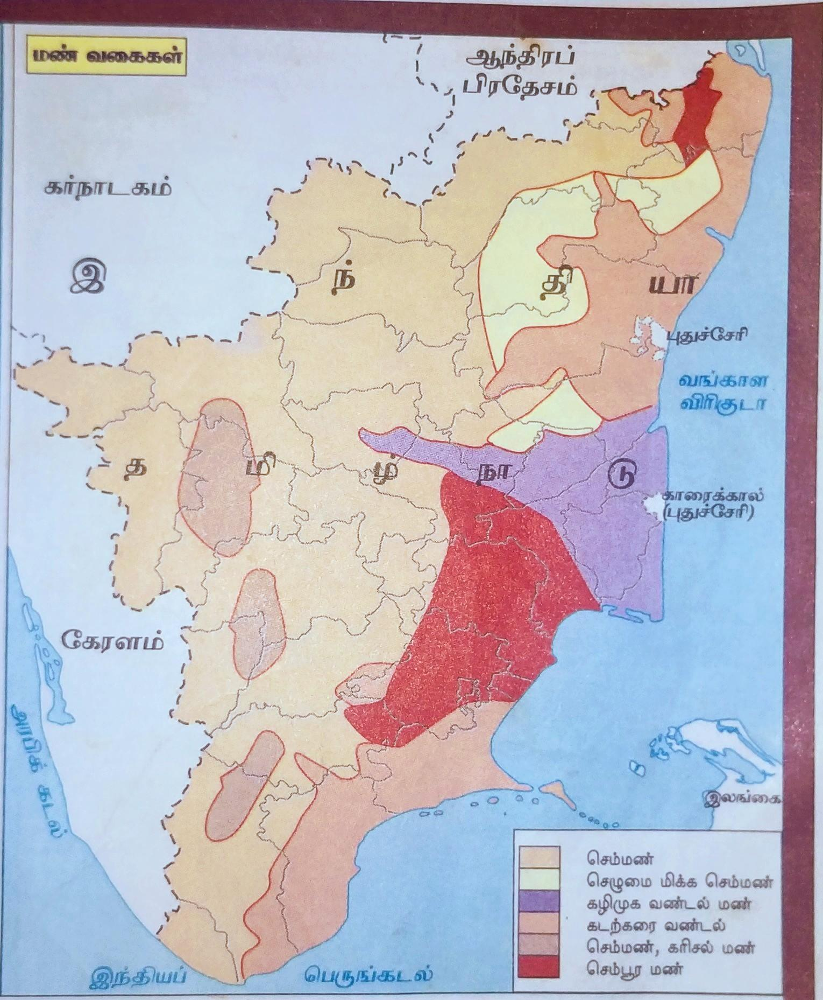 மண் வகைகள்
ஆந்திரப்
பிரதேசம்
கர்நாடகம்
இ ந் தி யா
புதுச்சேரி
வங்காள
விரிகுடா
த மி ழ் நா டு
காரைக்கால்
(புதுச்சேரி)
கேரளம்
அரபிக் கடல்
இலங்கை
செம்மண்
செழுமை மிக்க செம்மண்
கழிமுக வண்டல் மண்
கடற்கரை வண்டல்
செம்மண், கரிசல் மண்
செம்பூர மண்
இந்தியப் பெருங்கடல்